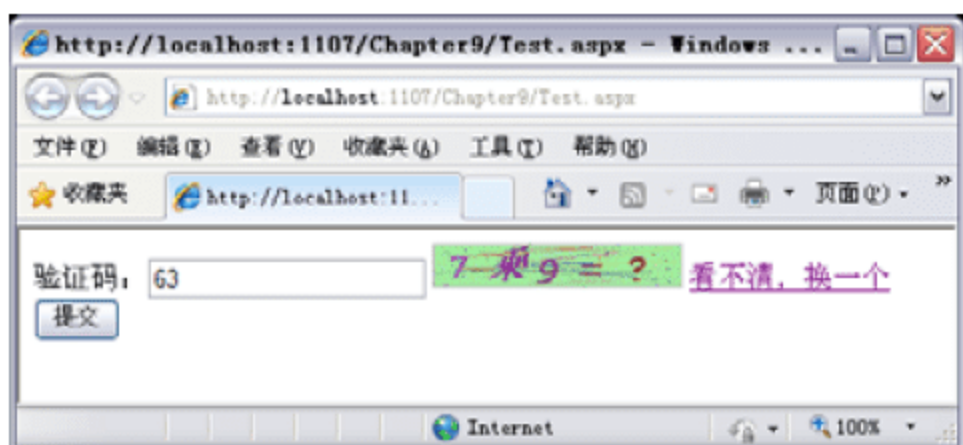 http://localhost:1107/Chapter9/Test.aspx - Windows ...
http://localhost:1107/Chapter9/Test.aspx
文件(F) 编辑(E) 查看(V) 收藏夹(A) 工具(T) 帮助(H)
收藏夹 http://localhost:11... 页面(P) »
验证码: 63 7 乘 9 = ? 看不清，换一个
提交
Internet 100%